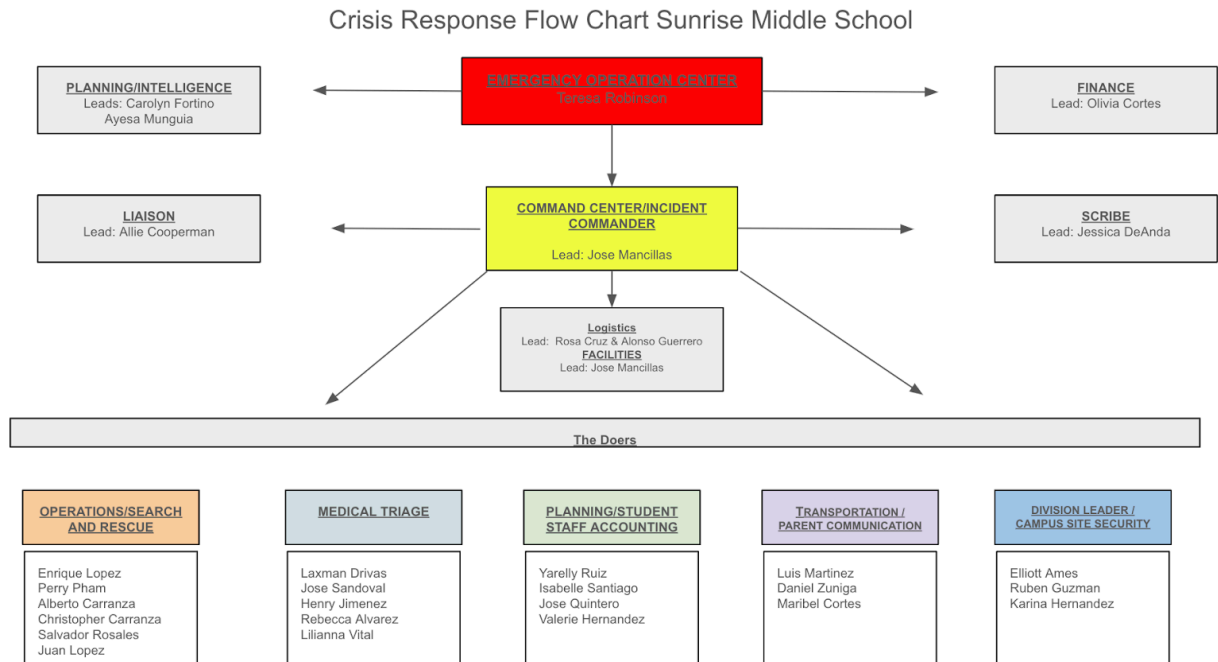 Crisis Response Flow Chart Sunrise Middle School
PLANNING/INTELLIGENCE
Leads: Carolyn Fortino
Ayesa Munguia
EMERGENCY OPERATION CENTER
Teresa Robinson
FINANCE
Lead: Olivia Cortes
LIAISON
Lead: Allie Cooperman
COMMAND CENTER/INCIDENT
COMMANDER
Lead: Jose Mancillas
SCRIBE
Lead: Jessica DeAnda
Logistics
Lead:  Rosa Cruz & Alonso Guerrero
FACILITIES
Lead: Jose Mancillas
The Doers
OPERATIONS/SEARCH
AND RESCUE
Enrique Lopez
Perry Pham
Alberto Carranza
Christopher Carranza
Salvador Rosales
Juan Lopez
MEDICAL TRIAGE
Laxman Drivas
Jose Sandoval
Henry Jimenez
Rebecca Alvarez
Lilianna Vital
PLANNING/STUDENT
STAFF ACCOUNTING
Yarelly Ruiz
Isabelle Santiago
Jose Quintero
Valerie Hernandez
TRANSPORTATION /
PARENT COMMUNICATION
Luis Martinez
Daniel Zuniga
Maribel Cortes
DIVISION LEADER /
CAMPUS SITE SECURITY
Elliott Ames
Ruben Guzman
Karina Hernandez